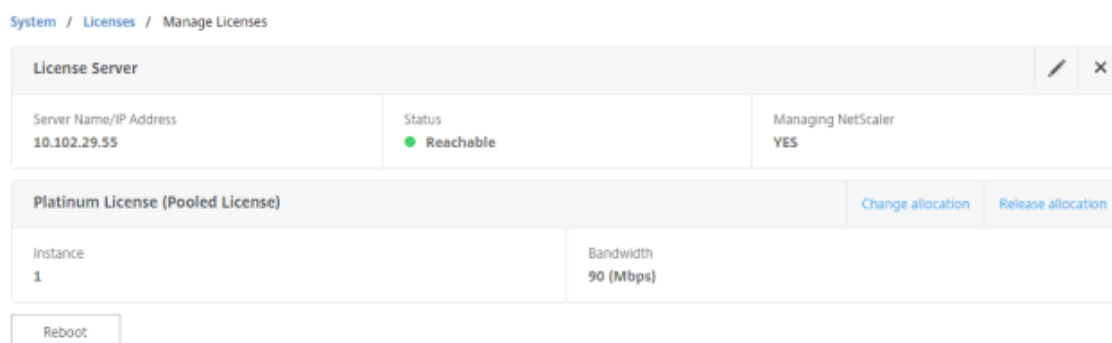 System / Licenses / Manage Licenses
License Server
Server Name/IP Address Status Managing NetScaler
10.102.29.55 Reachable YES
Platinum License (Pooled License) Change allocation Release allocation
Instance Bandwidth
1 90 (Mbps)
Reboot